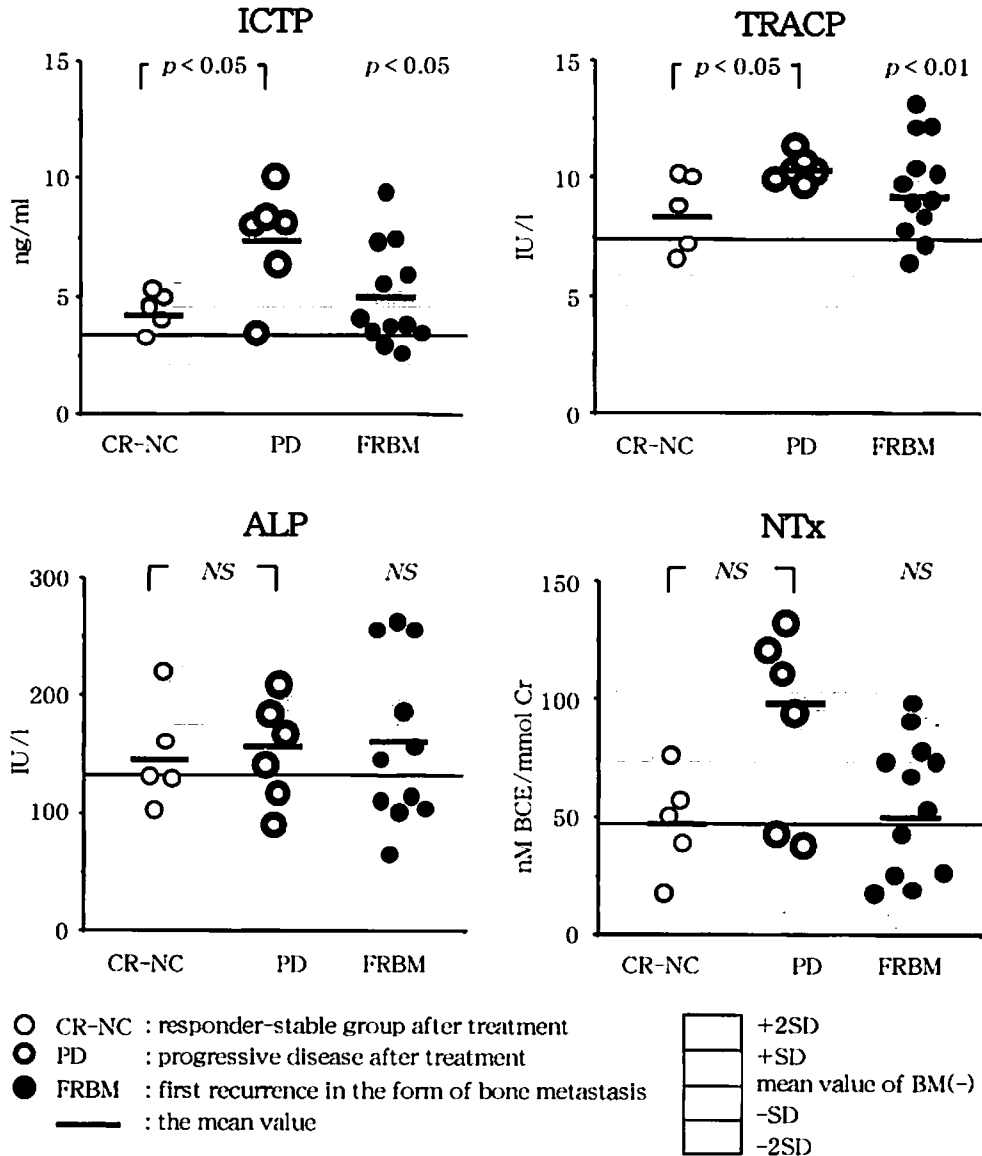 ICTP
p < 0.05
p < 0.05
15
10
5
0
ng/ml
CR-NC
PD
FRBM
TRACP
p < 0.05
p < 0.01
15
10
5
0
IU/l
CR-NC
PD
FRBM
ALP
NS
NS
300
200
100
0
IU/l
CR-NC
PD
FRBM
NTx
NS
NS
150
100
50
0
nM BCE/mmol Cr
CR-NC
PD
FRBM
CR-NC : responder-stable group after treatment
PD : progressive disease after treatment
FRBM : first recurrence in the form of bone metastasis
: the mean value
+2SD
+SD
mean value of BM(-)
-SD
-2SD